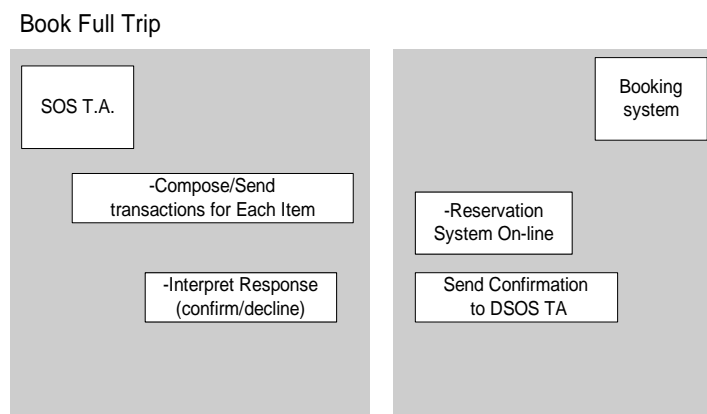 Book Full Trip
SOS T.A.
Booking
system
-Compose/Send
transactions for Each Item
-Reservation
System On-line
-Interpret Response
(confirm/decline)
Send Confirmation
to DSOS TA